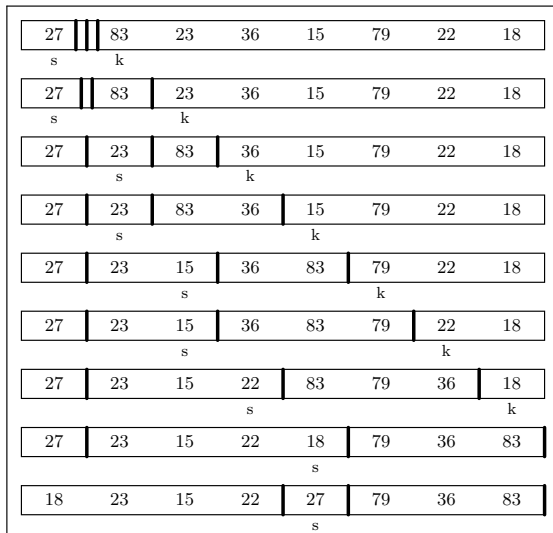 27 83 23 36 15 79 22 18
s k
27 83 23 36 15 79 22 18
s k
27 23 83 36 15 79 22 18
s k
27 23 83 36 15 79 22 18
s k
27 23 15 36 83 79 22 18
s k
27 23 15 36 83 79 22 18
s k
27 23 15 22 83 79 36 18
s k
27 23 15 22 18 79 36 83
s
18 23 15 22 27 79 36 83
s